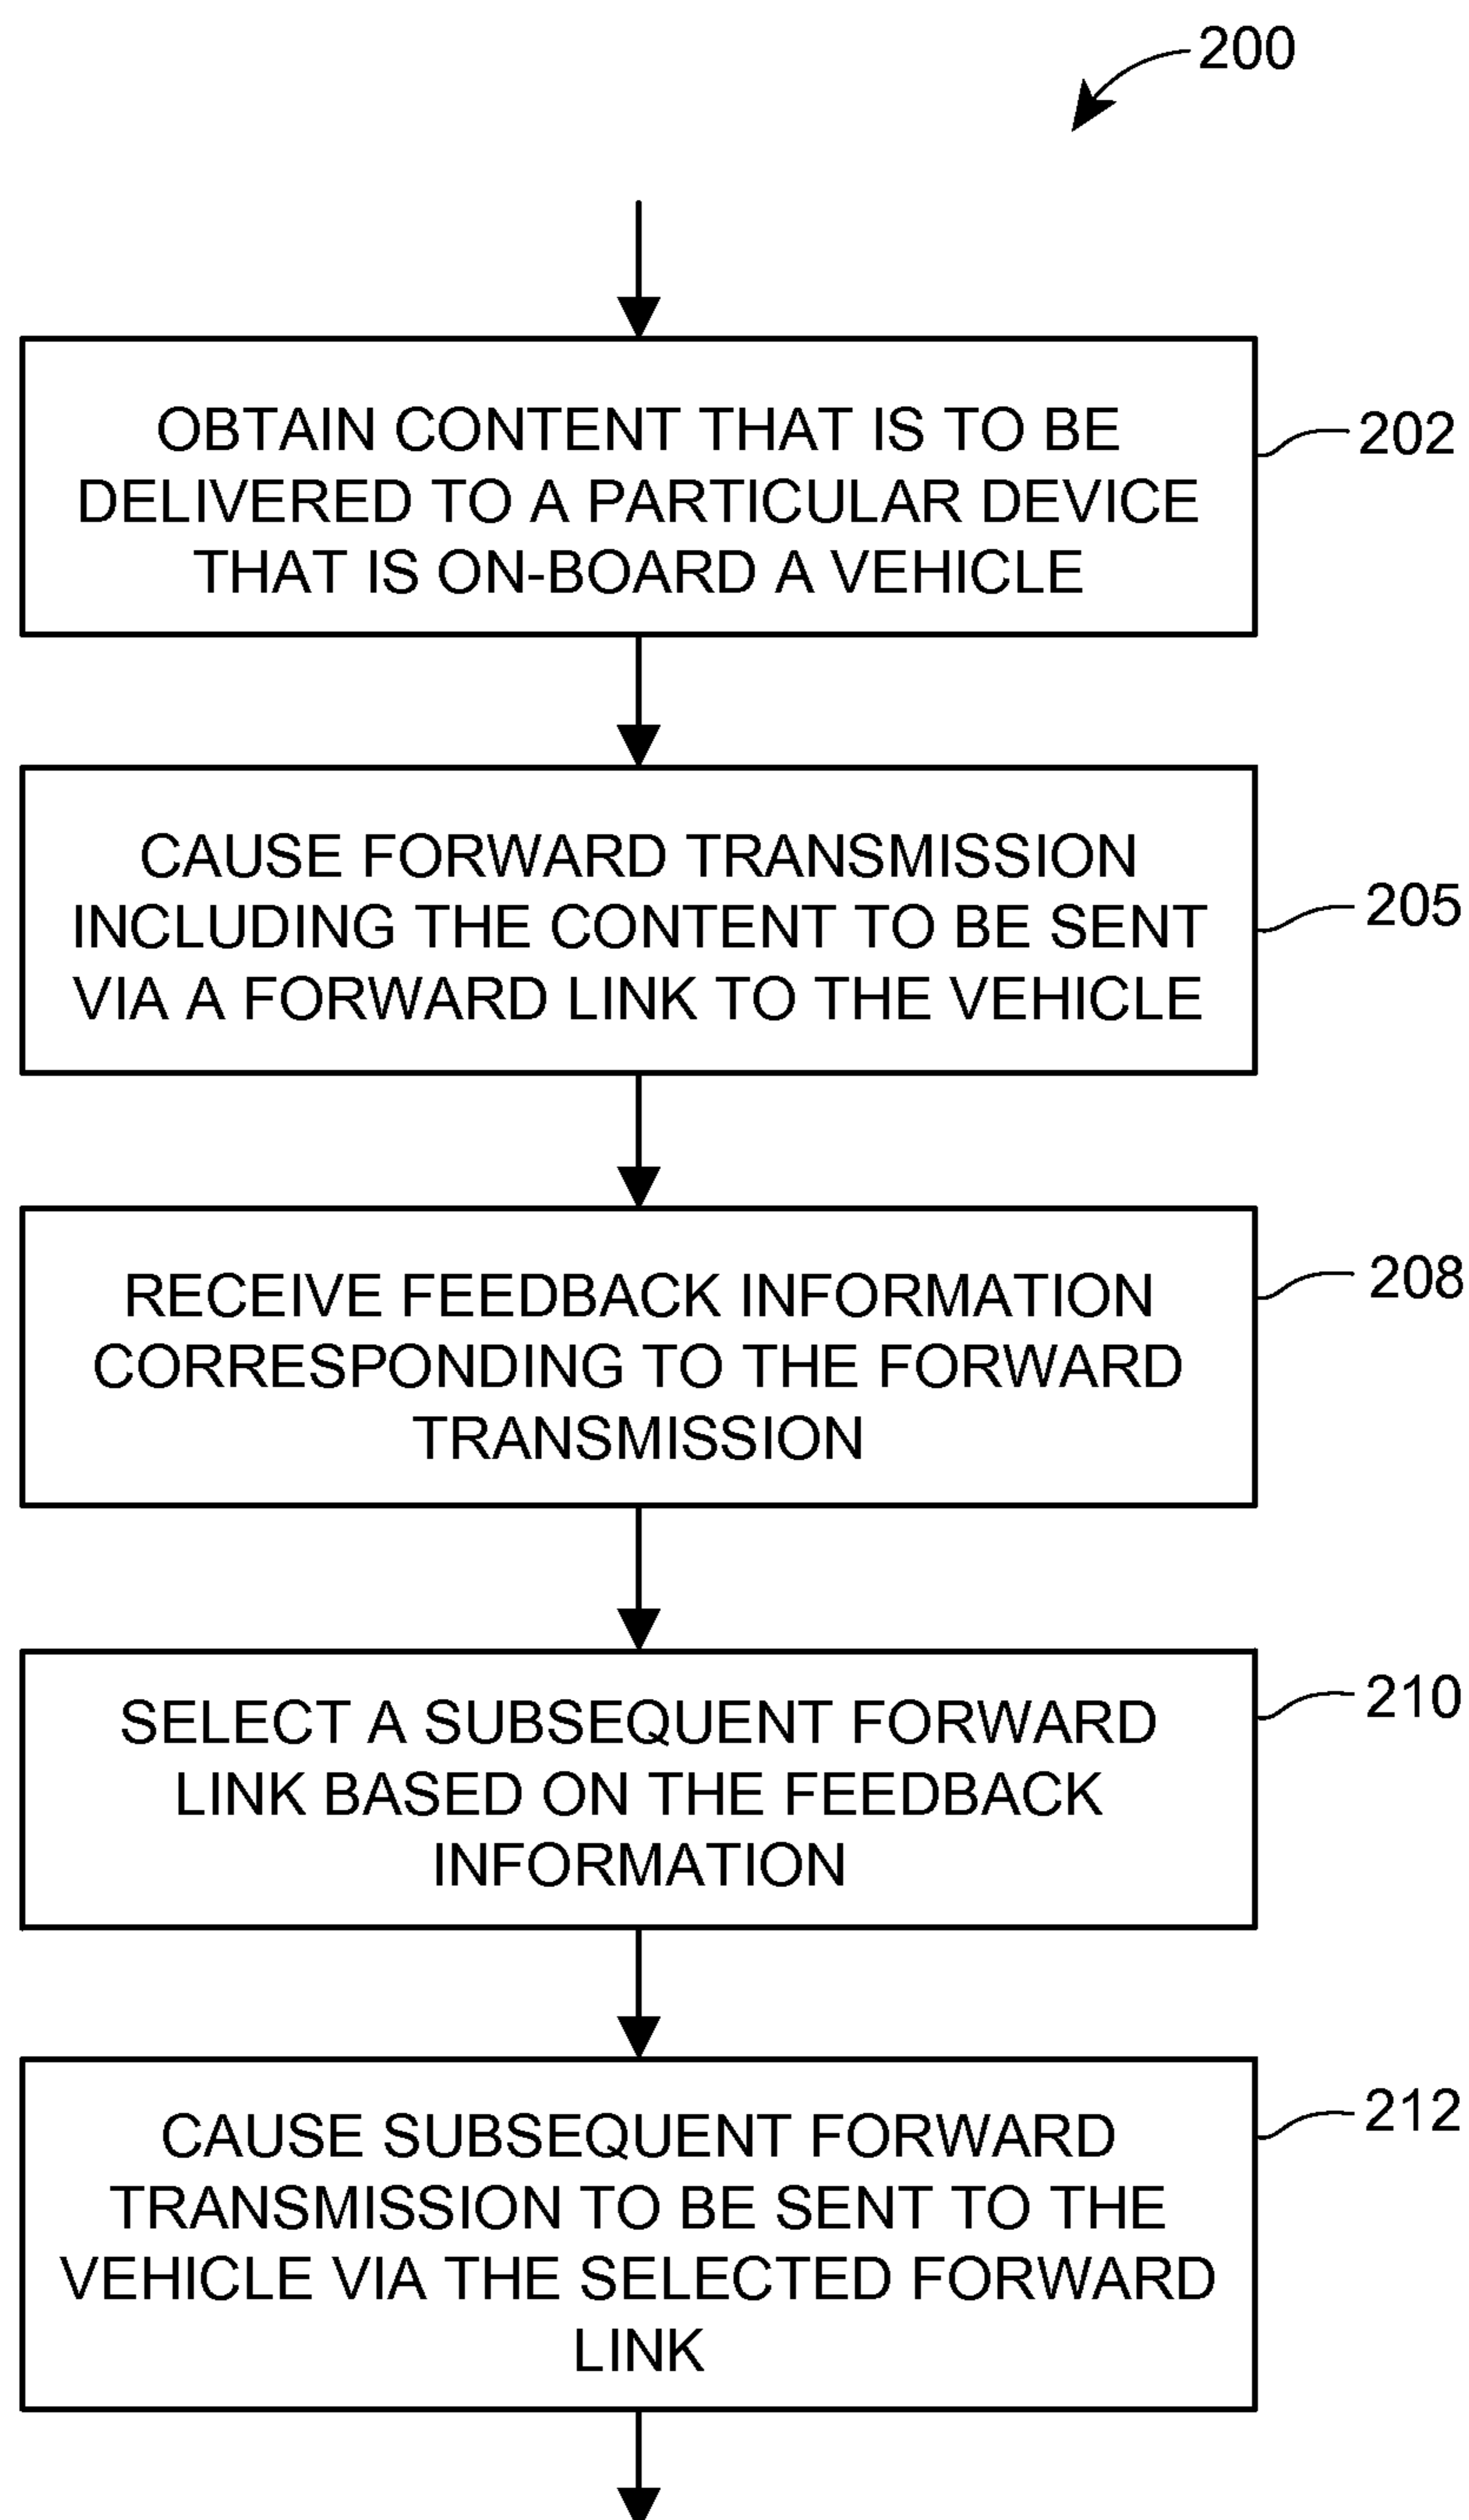 200
OBTAIN CONTENT THAT IS TO BE
DELIVERED TO A PARTICULAR DEVICE
THAT IS ON-BOARD A VEHICLE
202
CAUSE FORWARD TRANSMISSION
INCLUDING THE CONTENT TO BE SENT
VIA A FORWARD LINK TO THE VEHICLE
205
RECEIVE FEEDBACK INFORMATION
CORRESPONDING TO THE FORWARD
TRANSMISSION
208
SELECT A SUBSEQUENT FORWARD
LINK BASED ON THE FEEDBACK
INFORMATION
210
CAUSE SUBSEQUENT FORWARD
TRANSMISSION TO BE SENT TO THE
VEHICLE VIA THE SELECTED FORWARD
LINK
212